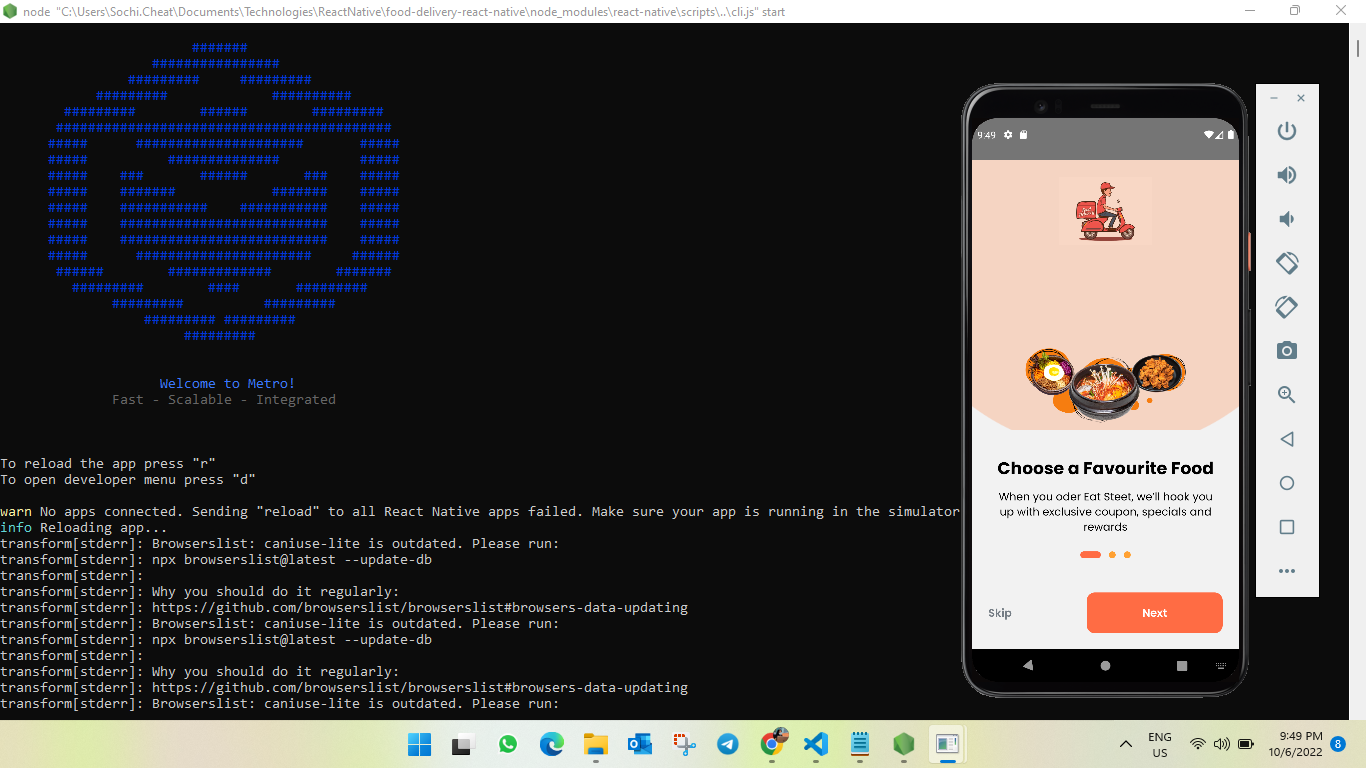 node "C:\Users\Sochi.Cheat\Documents\Technologies\ReactNative\food-delivery-react-native\node_modules\react-native\scripts\..\cli.js" start
Welcome to Metro!
Fast - Scalable - Integrated
To reload the app press "r"
To open developer menu press "d"
warn No apps connected. Sending "reload" to all React Native apps failed. Make sure your app is running in the simulator
info Reloading app...
transform[stderr]: Browserslist: caniuse-lite is outdated. Please run:
transform[stderr]: npx browserslist@latest --update-db
transform[stderr]:
transform[stderr]: Why you should do it regularly:
transform[stderr]: https://github.com/browserslist/browserslist#browsers-data-updating
transform[stderr]: Browserslist: caniuse-lite is outdated. Please run:
transform[stderr]: npx browserslist@latest --update-db
transform[stderr]:
transform[stderr]: Why you should do it regularly:
transform[stderr]: https://github.com/browserslist/browserslist#browsers-data-updating
transform[stderr]: Browserslist: caniuse-lite is outdated. Please run:
9:49
Choose a Favourite Food
When you oder Eat Steet, we'll hook you
up with exclusive coupon, specials and
rewards
Skip
Next
ENG
US
9:49 PM
10/6/2022
8